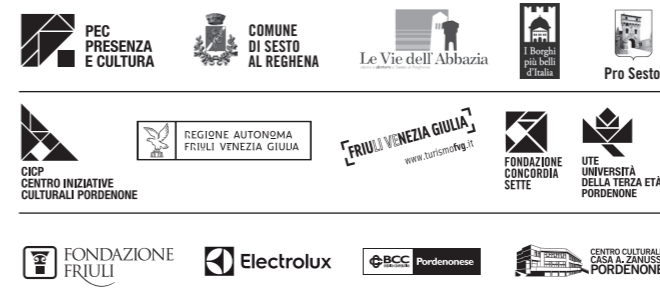 PEC
PRESENZA
E CULTURA
COMUNE
DI SESTO
AL REGHENA
Le Vie dell'Abbazia
I Borghi
più belli
d'Italia
Pro Sesto
CICP
CENTRO INIZIATIVE
CULTURALI PORDENONE
REGIONE AUTONOMA
FRIULI VENEZIA GIULIA
FRIULI VENEZIA GIULIA
www.turismofvg.it
FONDAZIONE
CONCORDIA
SETTE
UTE
UNIVERSITÀ
DELLA TERZA ETÀ
PORDENONE
FONDAZIONE
FRIULI
Electrolux
BCC Pordenonese
CENTRO CULTURALE
CASA A. ZANUSSI
PORDENONE